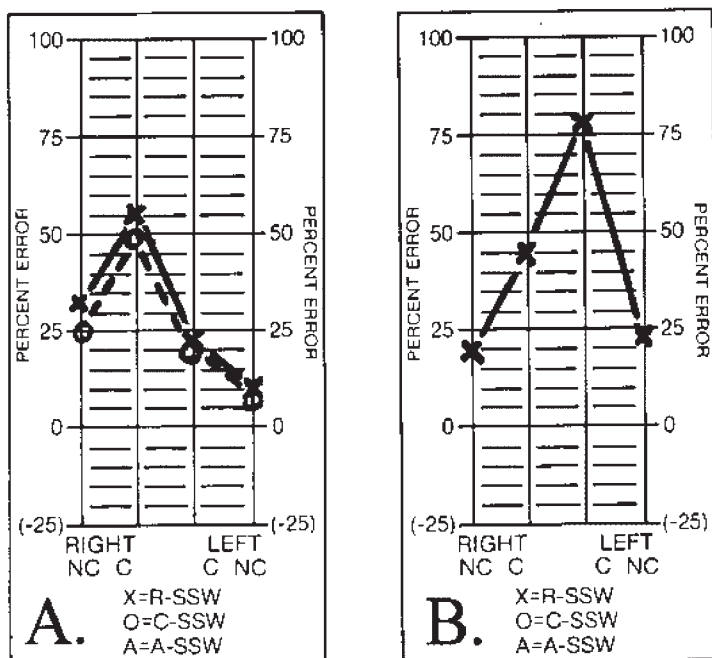 100 100
75 75
50 50
25 25
0 0
(-25) (-25)
PERCENT ERROR
PERCENT ERROR
RIGHT LEFT
NC C C NC
X=R-SSW
O=C-SSW
A=A-SSW
A.
100 100
75 75
50 50
25 25
0 0
(-25) (-25)
PERCENT ERROR
PERCENT ERROR
RIGHT LEFT
NC C C NC
X=R-SSW
O=C-SSW
A=A-SSW
B.